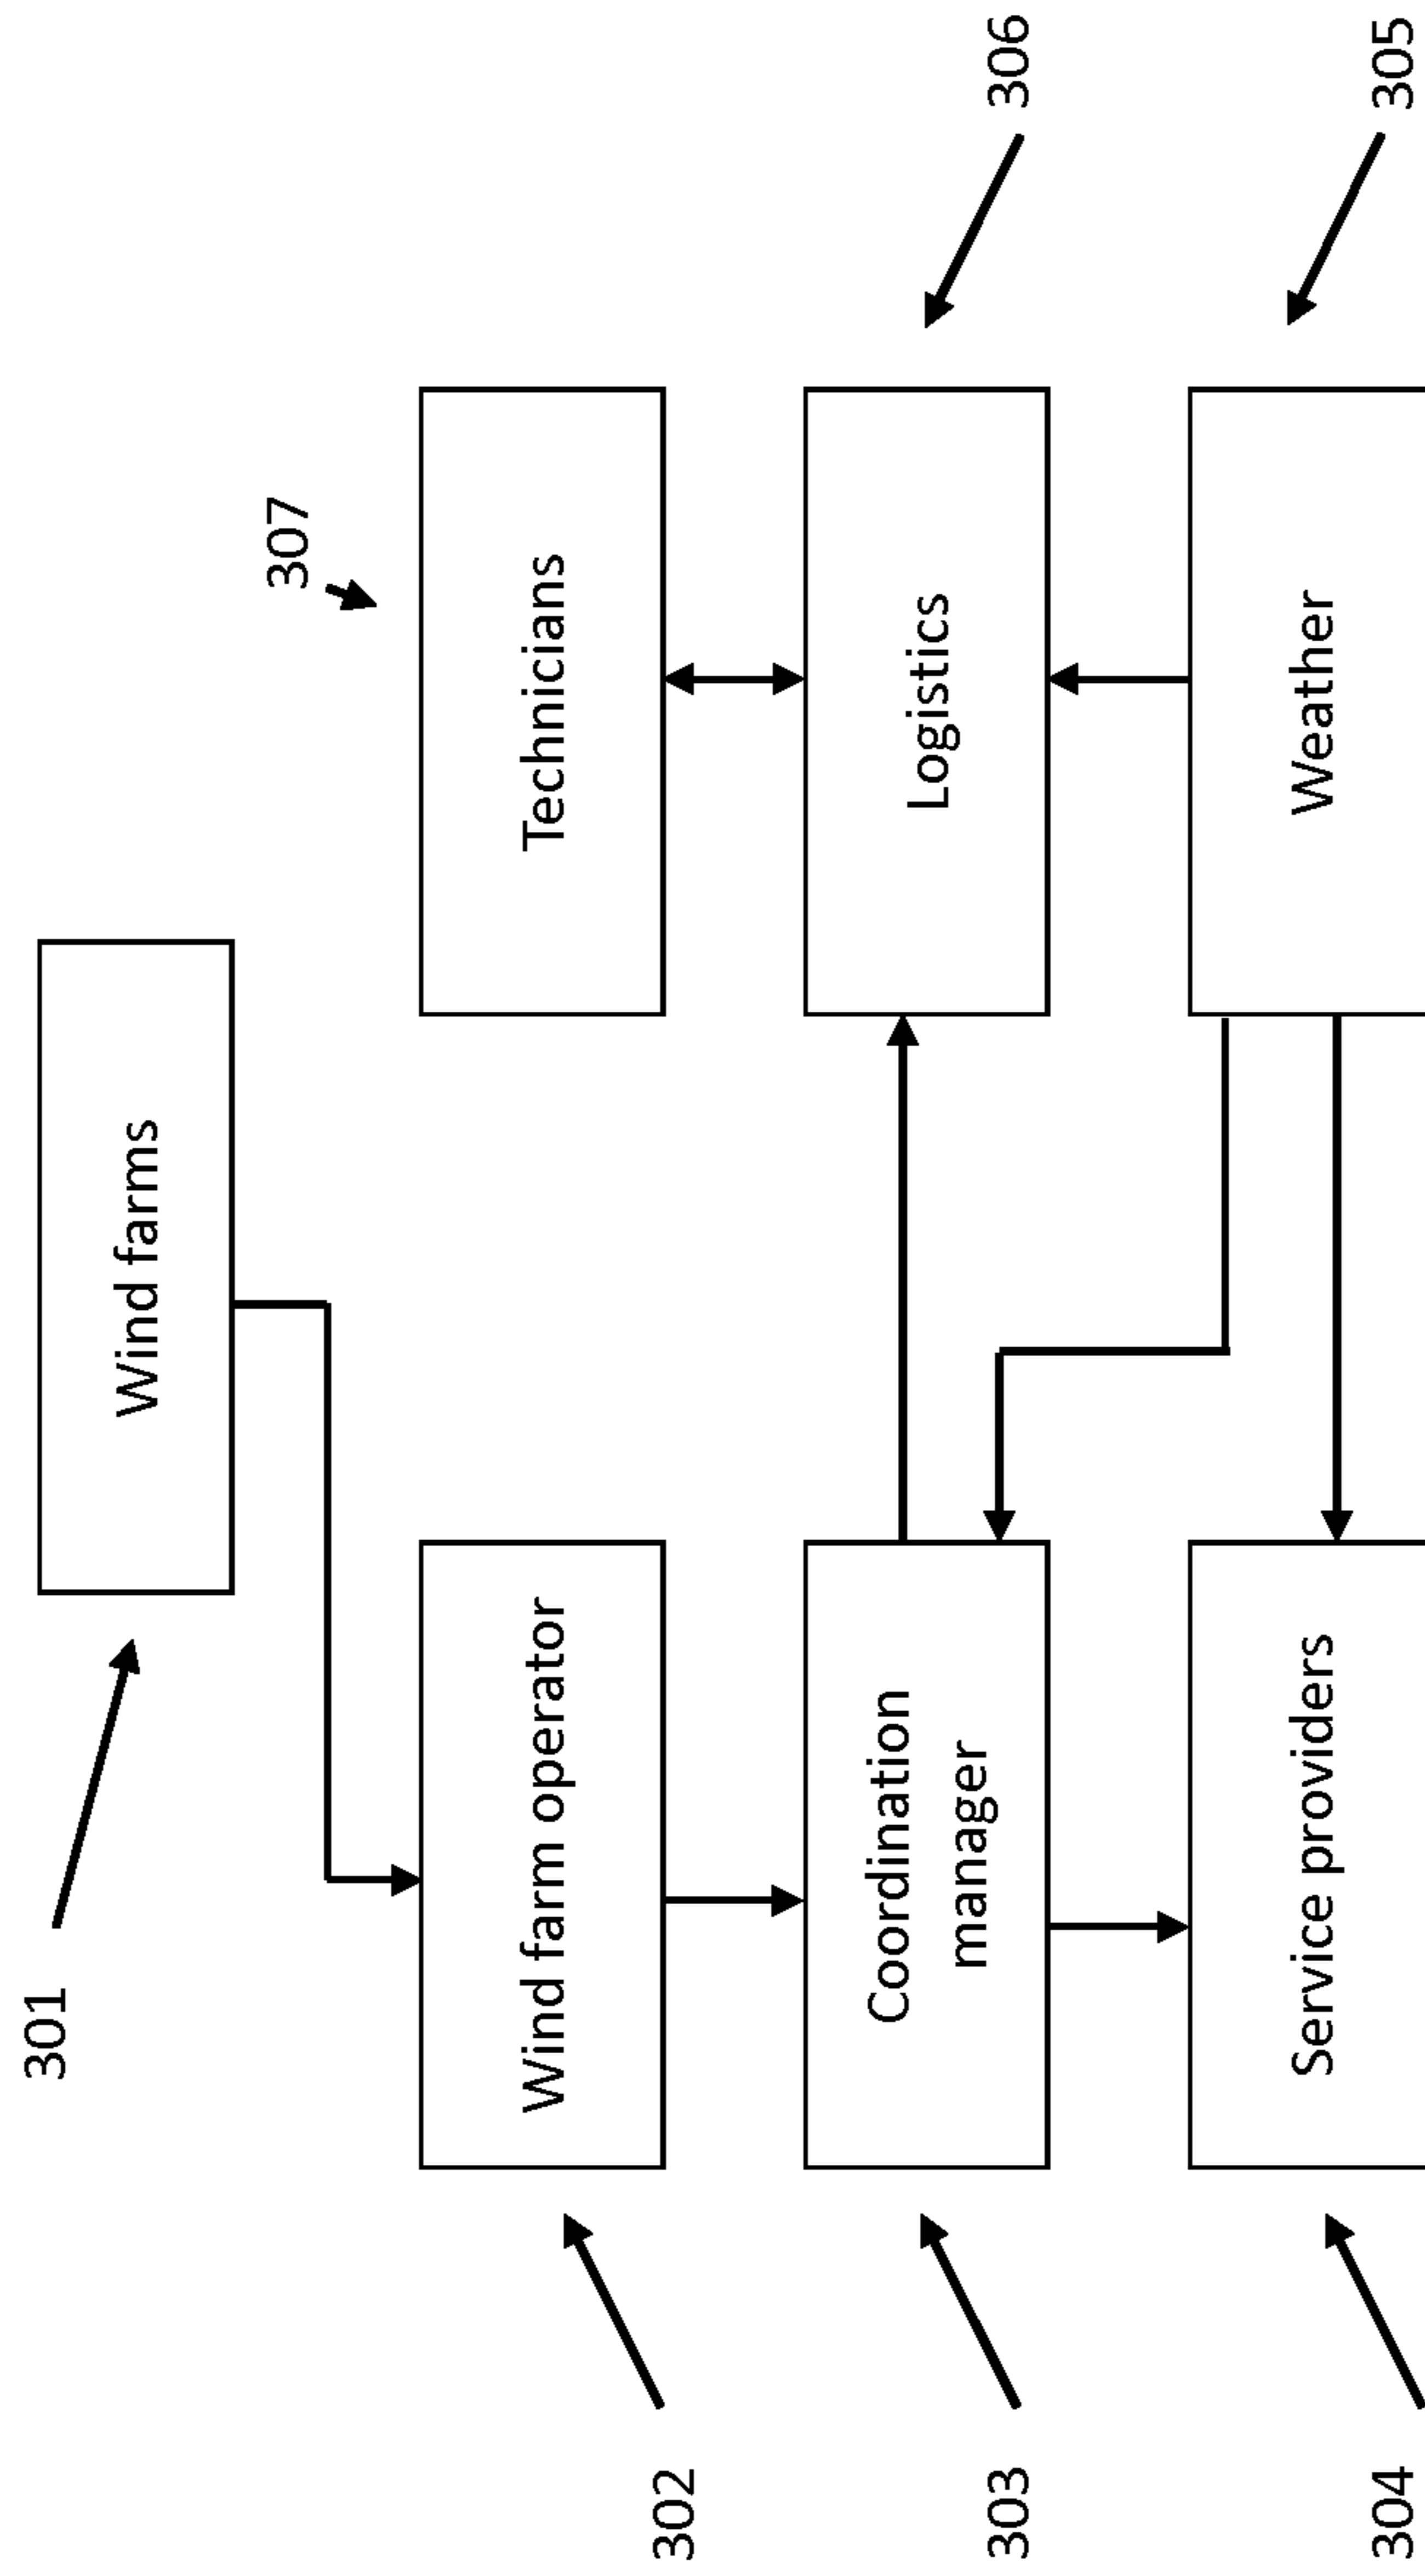 301
Wind farms
307
302
Wind farm operator
Technicians
303
Coordination
manager
Logistics
306
304
Service providers
Weather
305